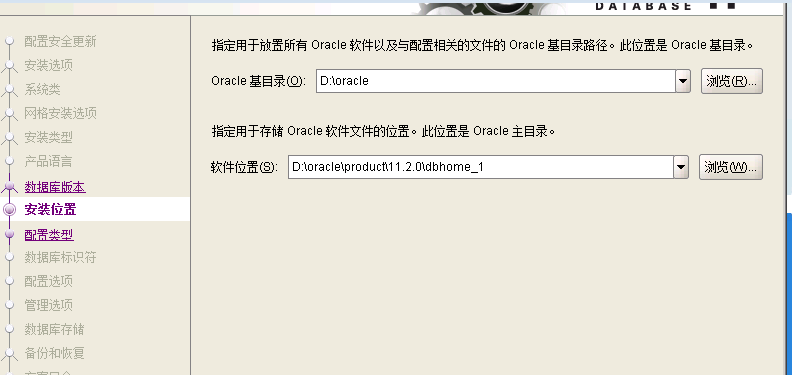 DATABASE
配置安全更新
安装选项
系统类
网格安装选项
安装类型
产品语言
数据库版本
安装位置
配置类型
数据库标识符
配置选项
管理选项
数据库存储
备份和恢复
指定用于放置所有 Oracle 软件以及与配置相关的文件的 Oracle 基目录路径。此位置是 Oracle 基目录。
Oracle 基目录(O): D:\oracle 浏览(R)...
指定用于存储 Oracle 软件文件的位置。此位置是 Oracle 主目录。
软件位置(S): D:\oracle\product\11.2.0\dbhome_1 浏览(W)...